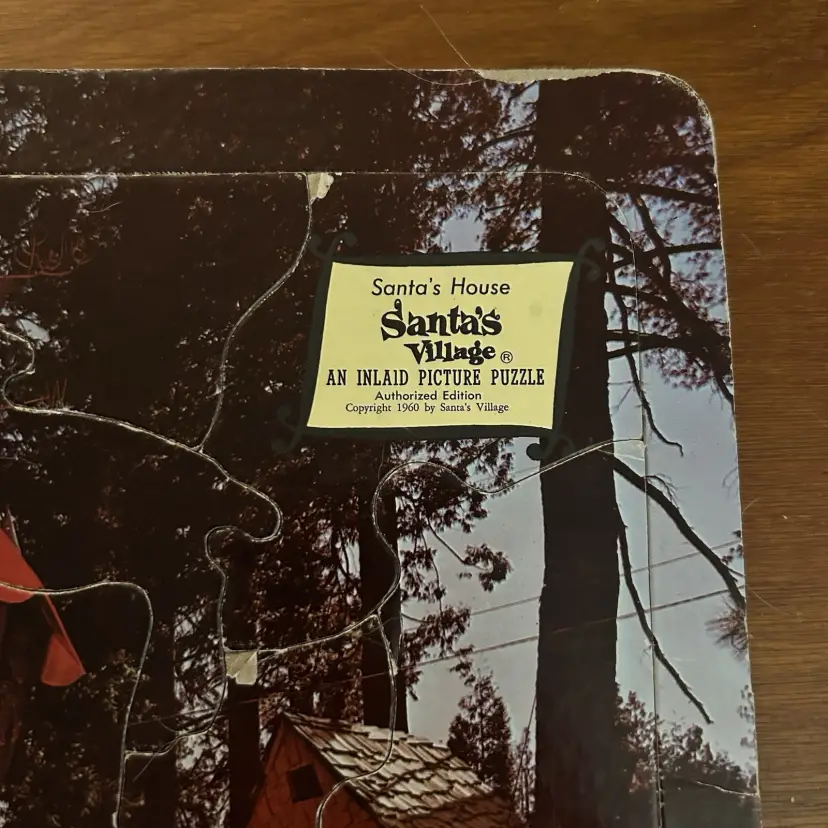 Santa's House
Santa's
Village ®
AN INLAID PICTURE PUZZLE
Authorized Edition
Copyright 1960 by Santa's Village